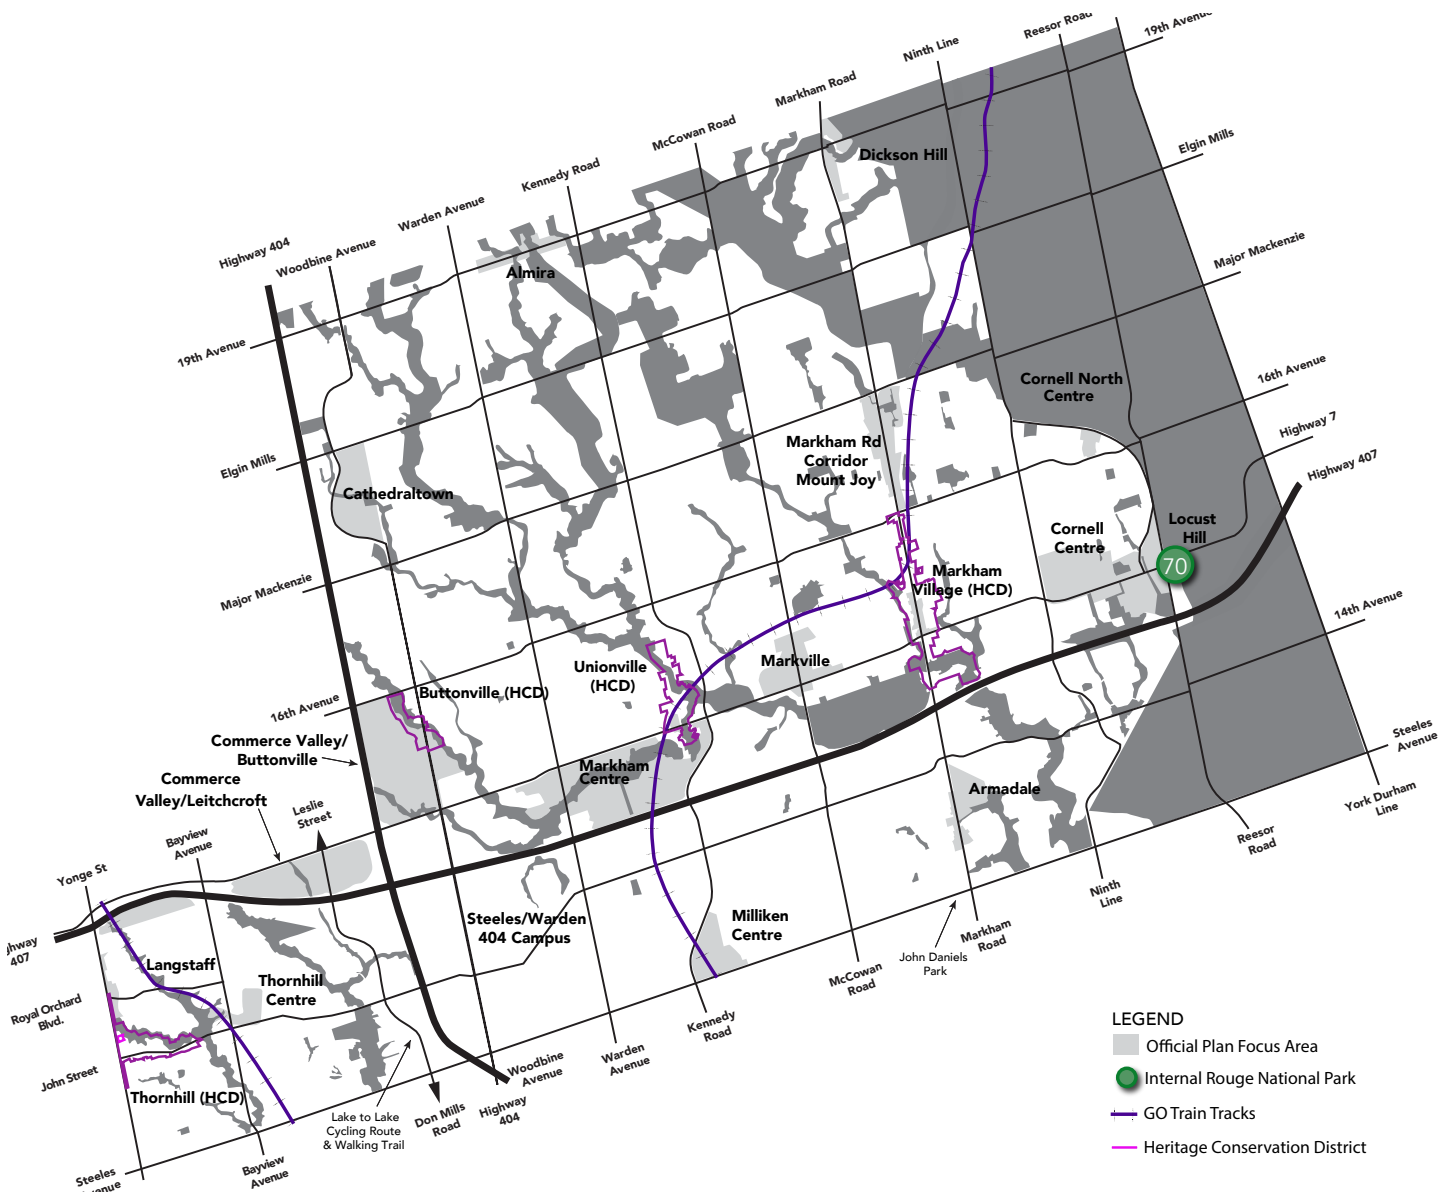 Reesor Road
19th Avenue
Ninth Line
Markham Road
McCowan Road
Kennedy Road
Warden Avenue
Woodbine Avenue
Highway 404
Dickson Hill
Elgin Mills
Almira
Major Mackenzie
19th Avenue
16th Avenue
Cornell North
Centre
Highway 7
Markham Rd
Corridor
Mount Joy
Highway 407
Elgin Mills
Cathedraltown
Cornell
Centre
Locust
Hill
70
Major Mackenzie
Markham
Village (HCD)
14th Avenue
Unionville
(HCD)
Markville
Buttonville (HCD)
16th Avenue
Commerce Valley/
Buttonville
Steeles
Avenue
Markham
Centre
Commerce
Valley/Leitchcroft
Armadale
York Durham
Line
Leslie
Street
Bayview
Avenue
Reesor
Road
Yonge St
Ninth
Line
Steeles/Warden
404 Campus
Milliken
Centre
Markham
Road
407
John Daniels
Park
McCowan
Road
Langstaff
Thornhill
Centre
Royal Orchard
Blvd.
Kennedy
Road
LEGEND
Official Plan Focus Area
Internal Rouge National Park
GO Train Tracks
Heritage Conservation District
Warden
Avenue
Woodbine
Avenue
John Street
Thornhill (HCD)
Highway
404
Don Mills
Road
Lake to Lake
Cycling Route
& Walking Trail
Bayview
Avenue
Steeles